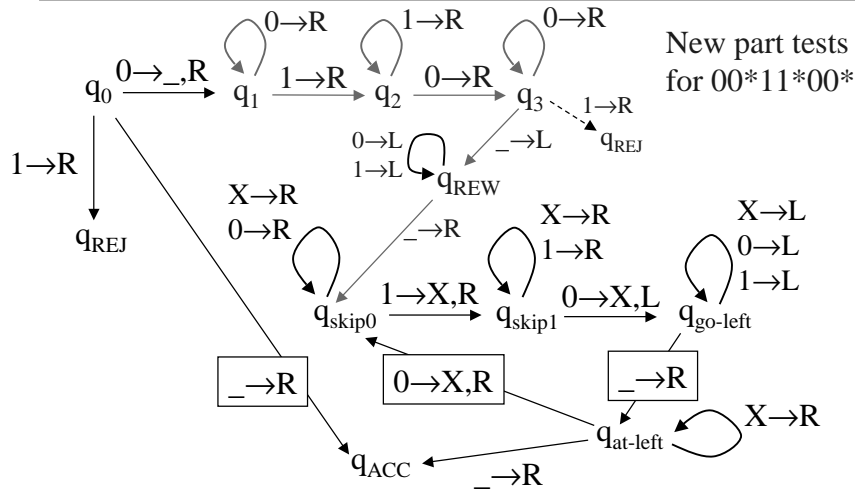 0→R
1→R
0→R
New part tests
for 00*11*00*
0→_,R
q0
q1
1→R
q2
0→R
q3
1→R
qREJ
_→L
0→L
1→L
qREW
1→R
qREJ
X→R
0→R
_→R
X→R
1→R
X→L
0→L
1→L
qskip0
1→X,R
qskip1
0→X,L
qgo-left
_→R
0→X,R
_→R
qat-left
X→R
qACC
_→R